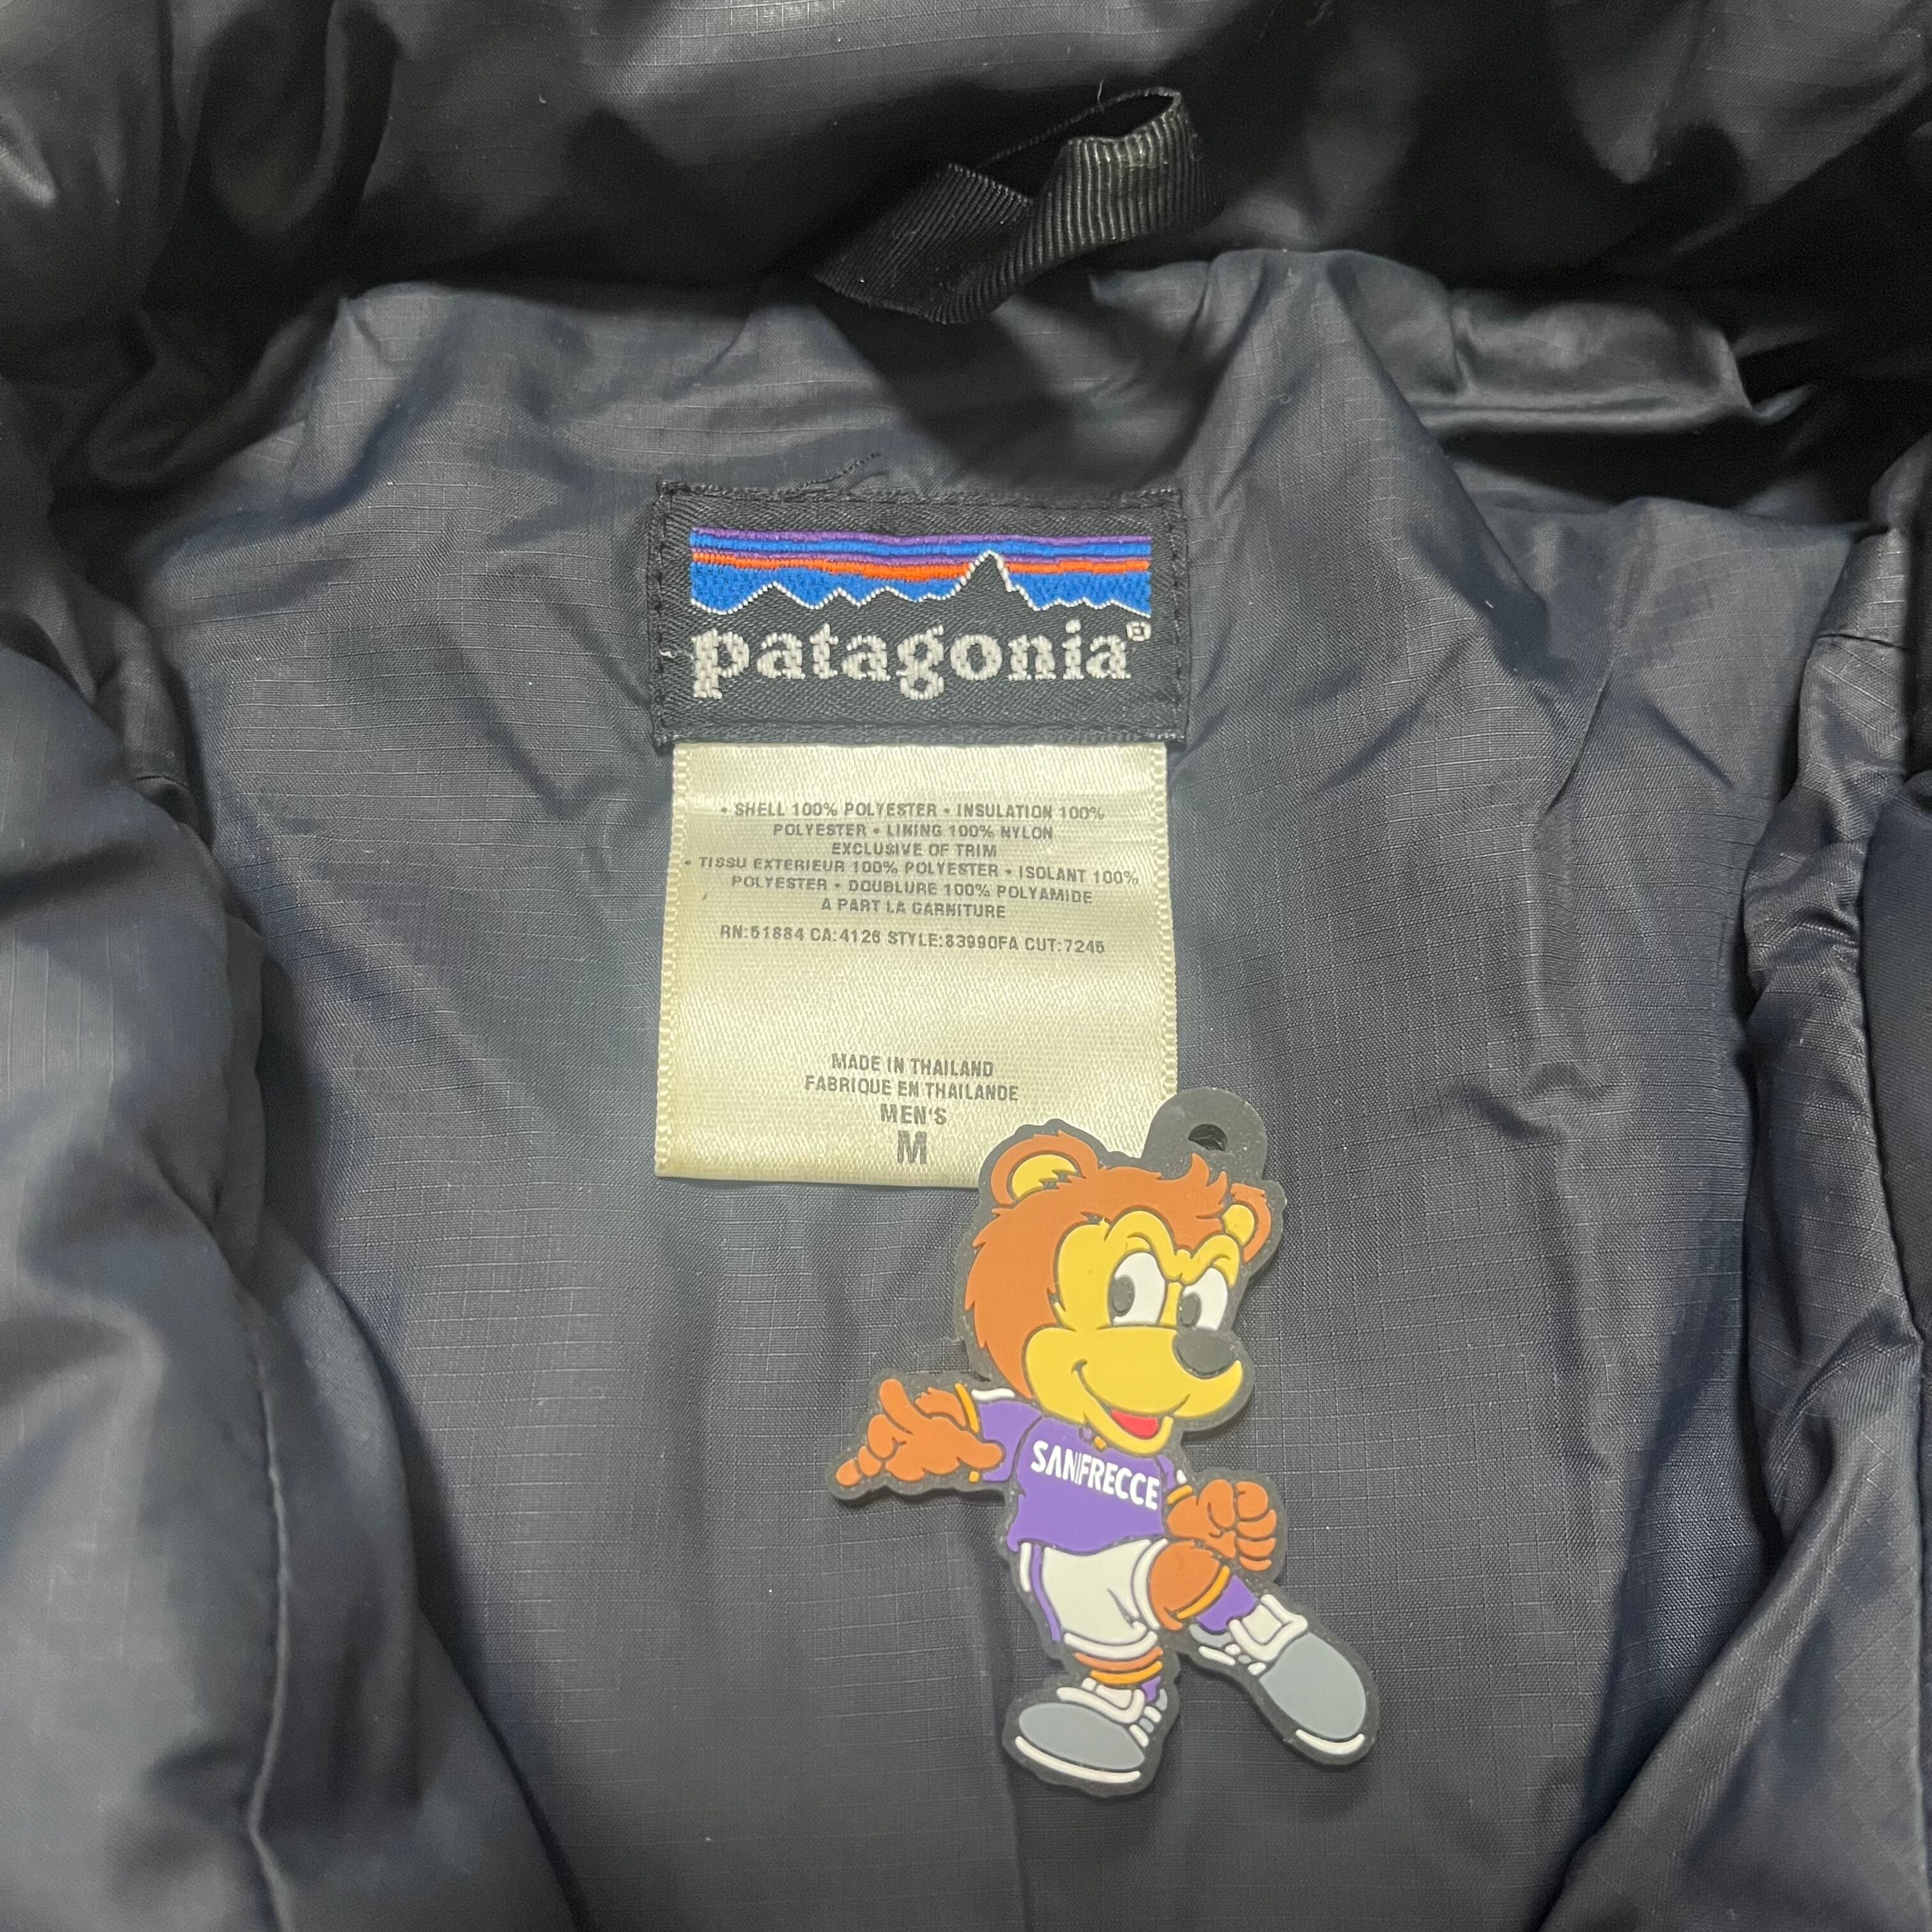 patagonia®
• SHELL 100% POLYESTER • INSULATION 100%
POLYESTER • LINING 100% NYLON
EXCLUSIVE OF TRIM
• TISSU EXTERIEUR 100% POLYESTER • ISOLANT 100%
POLYESTER • DOUBLURE 100% POLYAMIDE
A PART LA GARNITURE
RN:51884 CA:4126 STYLE:83990FA CUT:7245
MADE IN THAILAND
FABRIQUE EN THAILANDE
MEN'S
M
SANFRECCE